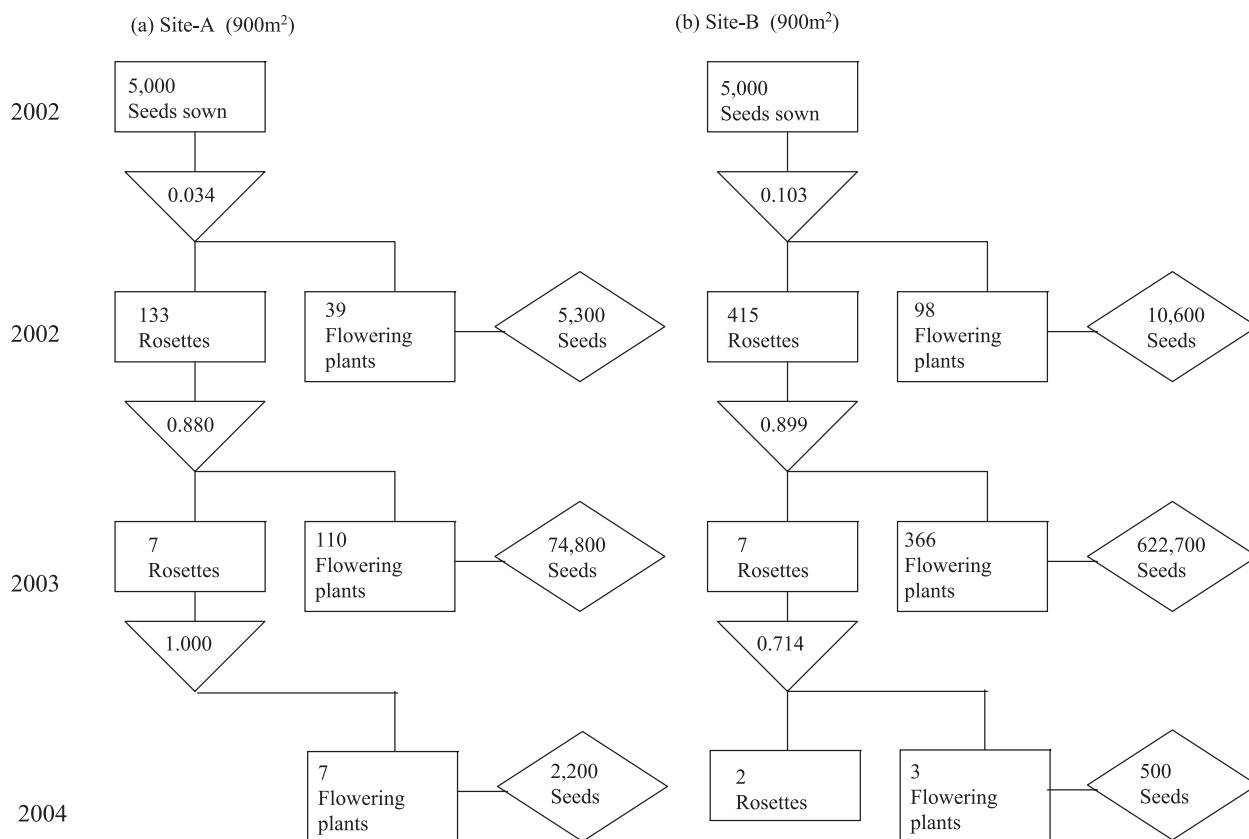 (a) Site-A (900m²)
(b) Site-B (900m²)
2002
5,000
Seeds sown
5,000
Seeds sown
0.034
0.103
2002
133
Rosettes
39
Flowering
plants
5,300
Seeds
415
Rosettes
98
Flowering
plants
10,600
Seeds
0.880
0.899
2003
7
Rosettes
110
Flowering
plants
74,800
Seeds
7
Rosettes
366
Flowering
plants
622,700
Seeds
1.000
0.714
2004
7
Flowering
plants
2,200
Seeds
2
Rosettes
3
Flowering
plants
500
Seeds